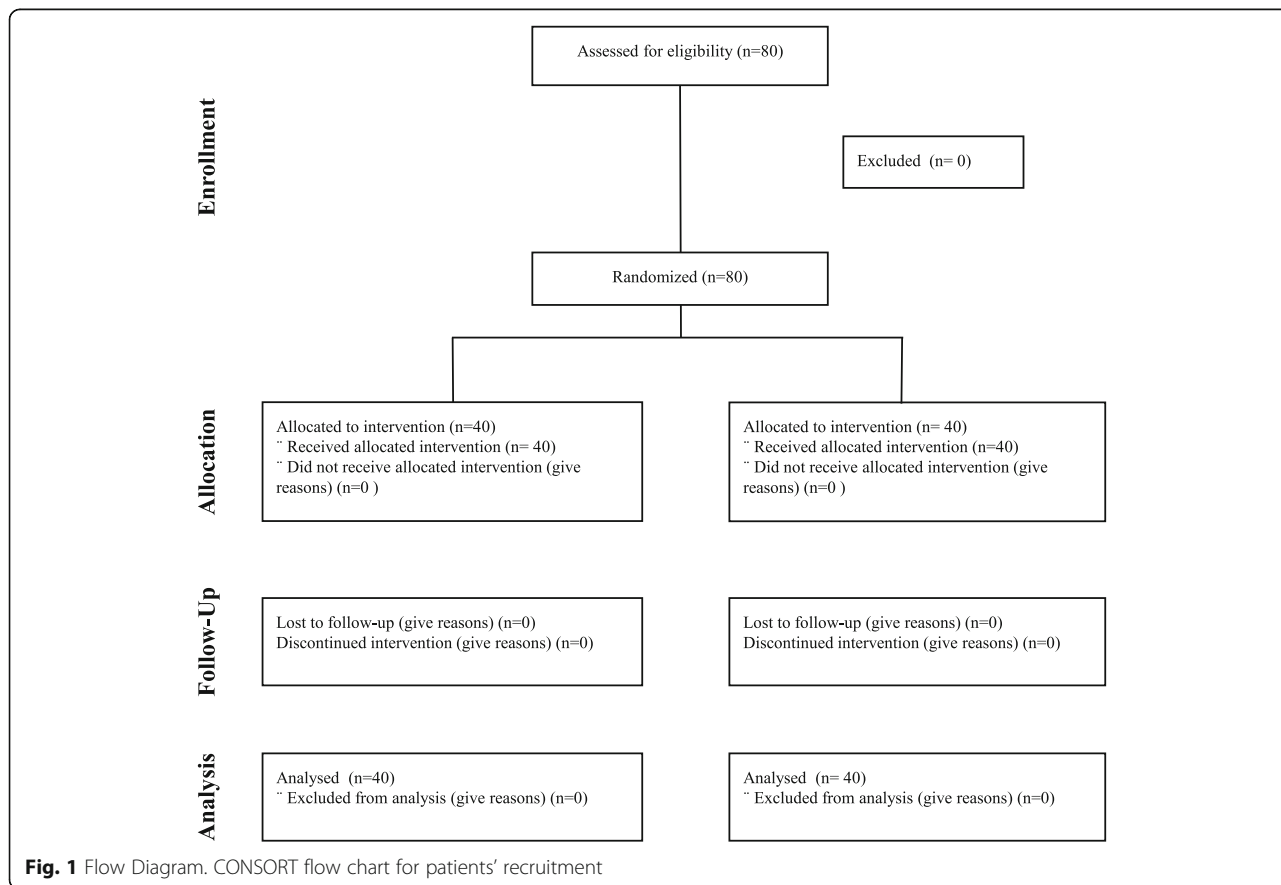 Assessed for eligibility (n=80)
Enrollment
Excluded (n= 0)
Randomized (n=80)
Allocation
Allocated to intervention (n=40)
¨ Received allocated intervention (n= 40)
¨ Did not receive allocated intervention (give
reasons) (n=0 )
Allocated to intervention (n= 40)
¨ Received allocated intervention (n=40)
¨ Did not receive allocated intervention (give
reasons) (n=0 )
Follow-Up
Lost to follow-up (give reasons) (n=0)
Discontinued intervention (give reasons) (n=0)
Lost to follow-up (give reasons) (n=0)
Discontinued intervention (give reasons) (n=0)
Analysis
Analysed (n=40)
¨ Excluded from analysis (give reasons) (n=0)
Analysed (n= 40)
¨ Excluded from analysis (give reasons) (n=0)
Fig. 1 Flow Diagram. CONSORT flow chart for patients’ recruitment